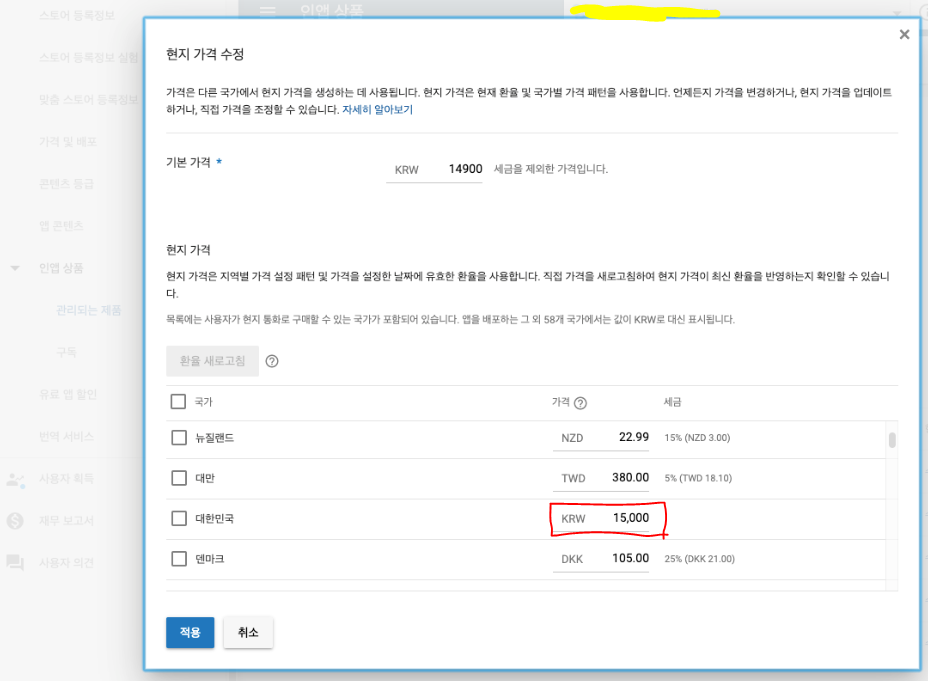 스토어 등록정보
인앱 상품
스토어 등록정보 실험
맞춤 스토어 등록정보
가격 및 배포
콘텐츠 등급
앱 콘텐츠
인앱 상품
관리되는 제품
구독
유료 앱 할인
번역 서비스
사용자 획득
재무 보고서
사용자 의견
현지 가격 수정
가격은 다른 국가에서 현지 가격을 생성하는 데 사용됩니다. 현지 가격은 현재 환율 및 국가별 가격 패턴을 사용합니다. 언제든지 가격을 변경하거나, 현지 가격을 업데이트
하거나, 직접 가격을 조정할 수 있습니다. 자세히 알아보기
기본 가격 *
KRW 14900 세금을 제외한 가격입니다.
현지 가격
현지 가격은 지역별 가격 설정 패턴 및 가격을 설정한 날짜에 유효한 환율을 사용합니다. 직접 가격을 새로고침하여 현지 가격이 최신 환율을 반영하는지 확인할 수 있습니
다.
목록에는 사용자가 현지 통화로 구매할 수 있는 국가가 포함되어 있습니다. 앱을 배포하는 그 외 58개 국가에서는 값이 KRW로 대신 표시됩니다.
환율 새로고침 ?
국가 가격 ? 세금
뉴질랜드 NZD 22.99 15% (NZD 3.00)
대만 TWD 380.00 5% (TWD 18.10)
대한민국 KRW 15,000
덴마크 DKK 105.00 25% (DKK 21.00)
적용 취소